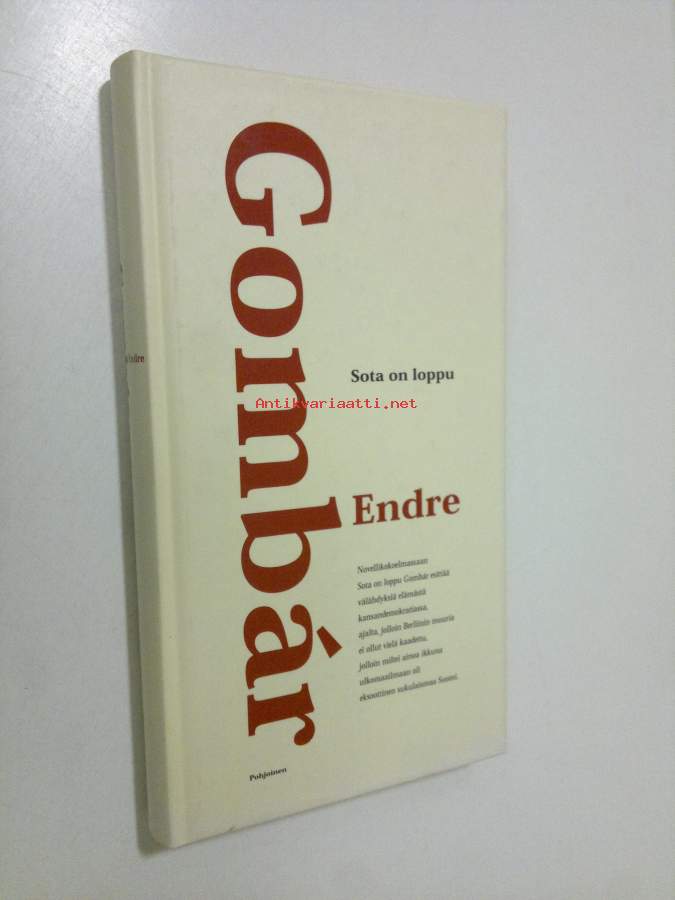 Gombár
Sota on loppu
Antikvariaatti.net
Endre
Endre
Novellikokoelmassaan
Sota on loppu Gombár esittää
välähdyksiä elämästä
kansandemokratiassa,
ajalta, jolloin Berliinin muuria
ei ollut vielä kaadettu,
jolloin miltei ainoa ikkuna
ulkomaailmaan oli
eksoottinen sukulaismaa Suomi.
Pohjoinen